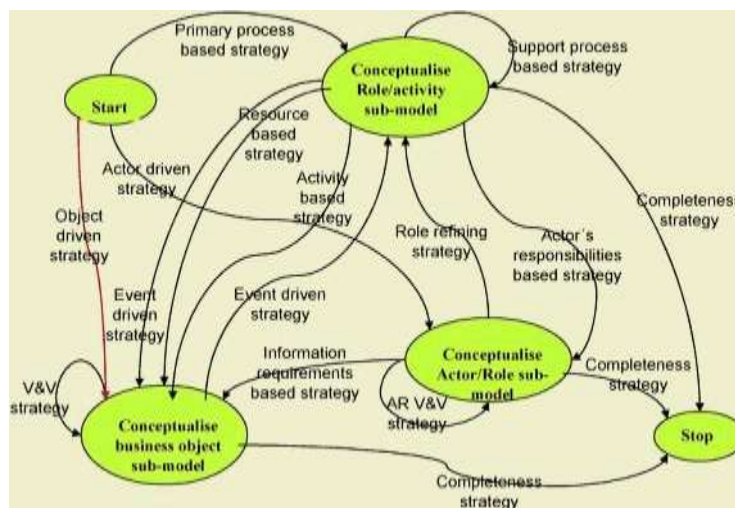 Primary process
based strategy
Support process
based strategy
Conceptualise
Role/activity
sub-model
Start
Resource
based
strategy
Actor driven
strategy
Activity
based
strategy
Completeness
strategy
Object
driven
strategy
Role refining
strategy
Actor´s
responsibilities
based strategy
Event
driven
strategy
Event driven
strategy
Information
requirements
based strategy
Conceptualise
Actor/Role sub-
model
Completeness
strategy
V&V
strategy
AR V&V
strategy
Conceptualise
business object
sub-model
Stop
Completeness
strategy